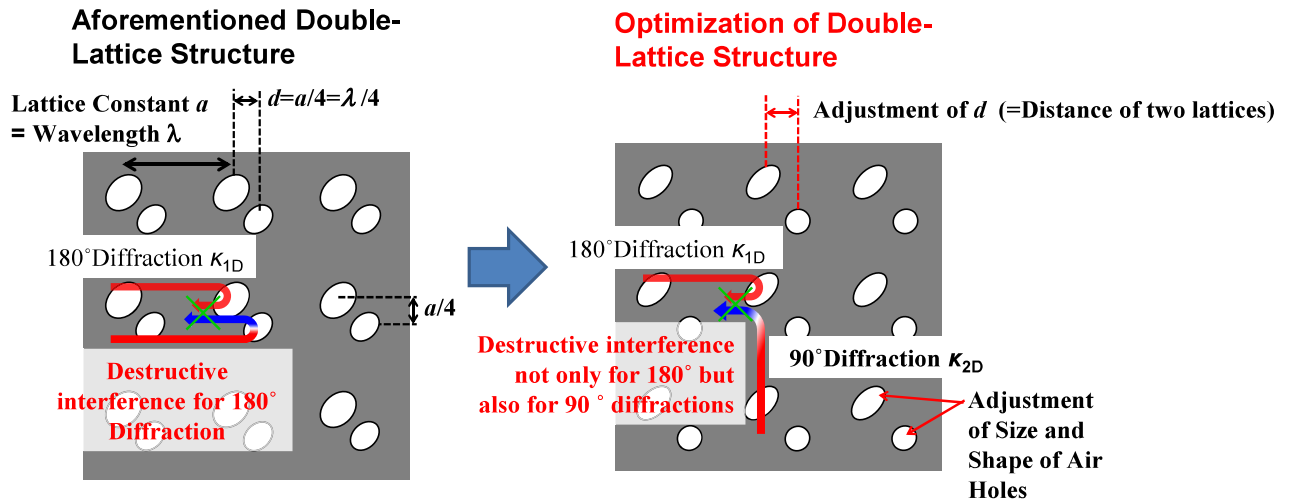 Aforementioned Double-
Lattice Structure
Lattice Constant a
= Wavelength λ
d=a/4=λ/4
180˚Diffraction κ1D
a/4
Destructive
interference for 180˚
Diffraction
Optimization of Double-
Lattice Structure
Adjustment of d (=Distance of two lattices)
180˚Diffraction κ1D
Destructive interference
not only for 180˚ but
also for 90 ˚ diffractions
90˚Diffraction κ2D
Adjustment
of Size and
Shape of Air
Holes